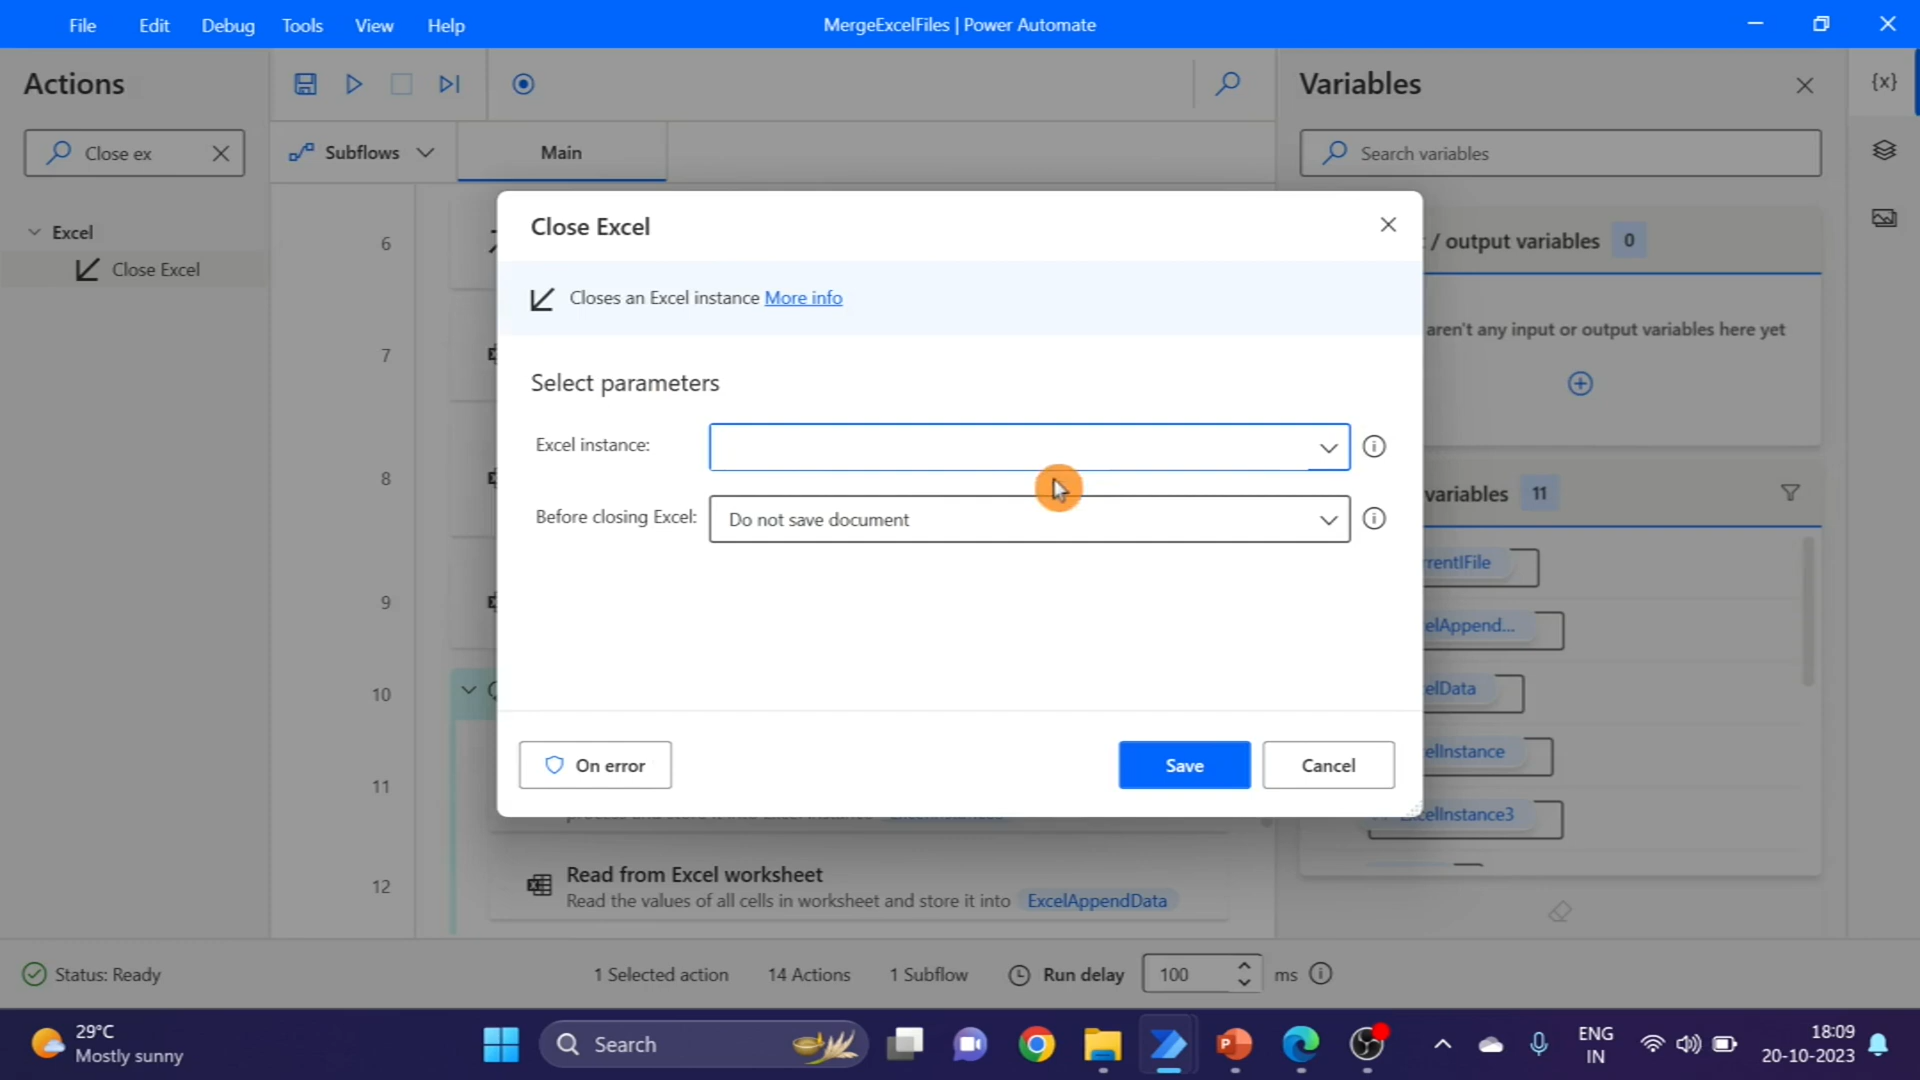 File Edit Debug Tools View Help
MergeExcelFiles | Power Automate
Actions
Close ex
Excel
Close Excel
Subflows
Main
6
7
8
9
10
11
12
Close Excel
Closes an Excel instance More info
Select parameters
Excel instance:
Before closing Excel:
Do not save document
On error
Save
Cancel
Read from Excel worksheet
Read the values of all cells in worksheet and store it into ExcelAppendData
Variables
{x}
Search variables
/ output variables 0
aren't any input or output variables here yet
variables 11
rrentIFile
elAppend...
elData
elInstance
celInstance3
Status: Ready
1 Selected action
14 Actions
1 Subflow
Run delay
100
ms
29°C
Mostly sunny
Search
ENG
IN
18:09
20-10-2023